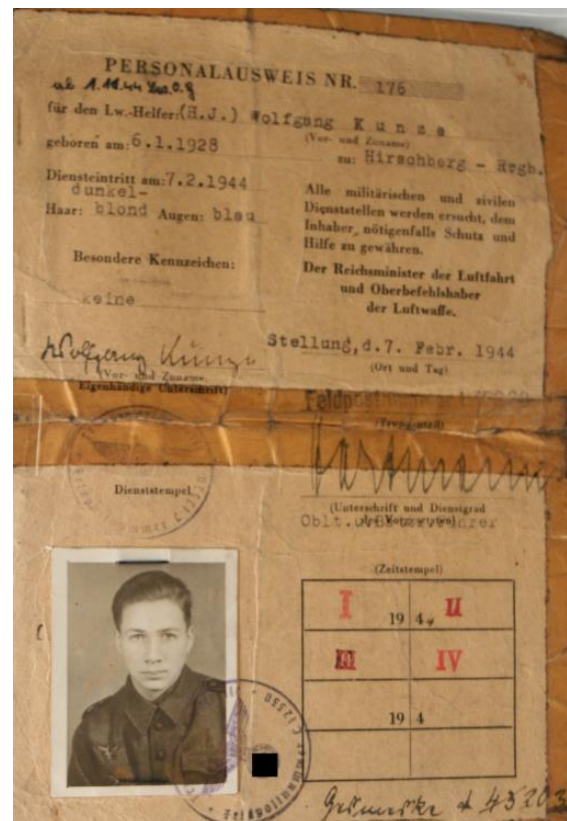 PERSONALAUSWEIS NR. 176
ab 1.11.44
für den Lw.-Helfer:(H.J.) Wolfgang Kunze
(Vor- und Zuname)
geboren am: 6.1.1928 zu: Hirschberg - Rsgb.
Diensteintritt am: 7.2.1944
dunkel-
Haar: blond Augen: blau
Besondere Kennzeichen:
keine
Wolfgang Kunze
(Vor- und Zuname
Eigenhändige Unterschrift)
Alle militärischen und zivilen
Dienststellen werden ersucht, dem
Inhaber nötigenfalls Schutz und
Hilfe zu gewähren.
Der Reichsminister der Luftfahrt
und Oberbefehlshaber
der Luftwaffe.
Stellung, d.7. Febr. 1944
(Ort und Tag)
Feldpostnummer
(Truppenteil)
Dienststempel
(Unterschrift und Dienstgrad
Oblt.u.
(Zeitstempel)
I 19 44 II
III IV
19 4